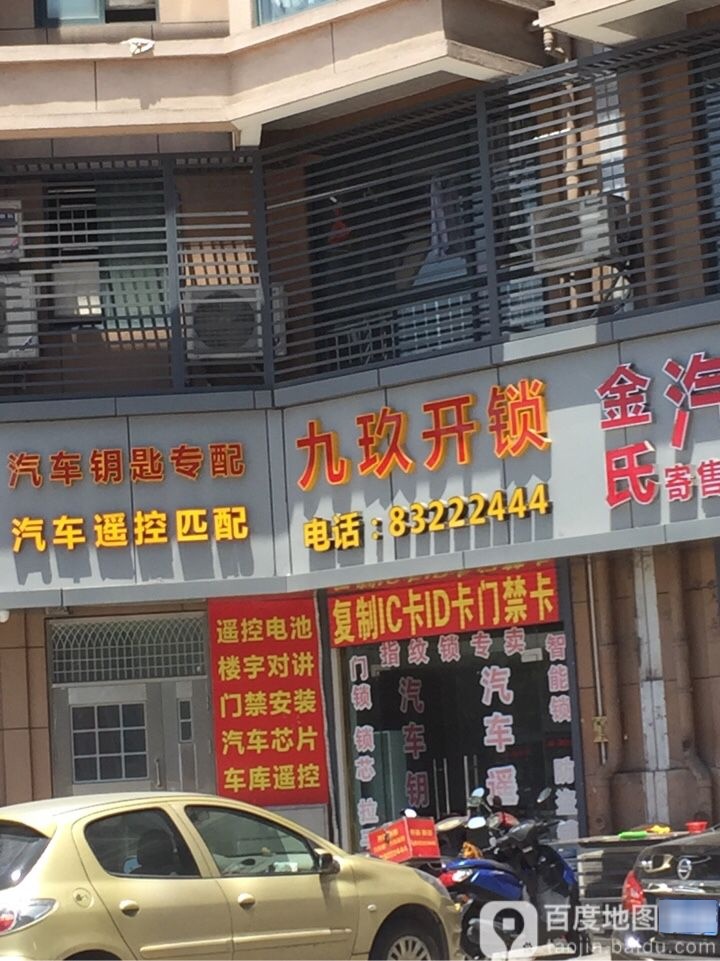 汽车钥匙专配
汽车遥控匹配
九玖开锁
电话:83222444
金汽
氏寄售
复制IC卡ID卡门禁卡
遥控电池
楼宇对讲
门禁安装
汽车芯片
车库遥控
指纹锁专卖
门锁 锁芯
汽车钥
汽车遥
智能锁
百度地图
taojin.baidu.com